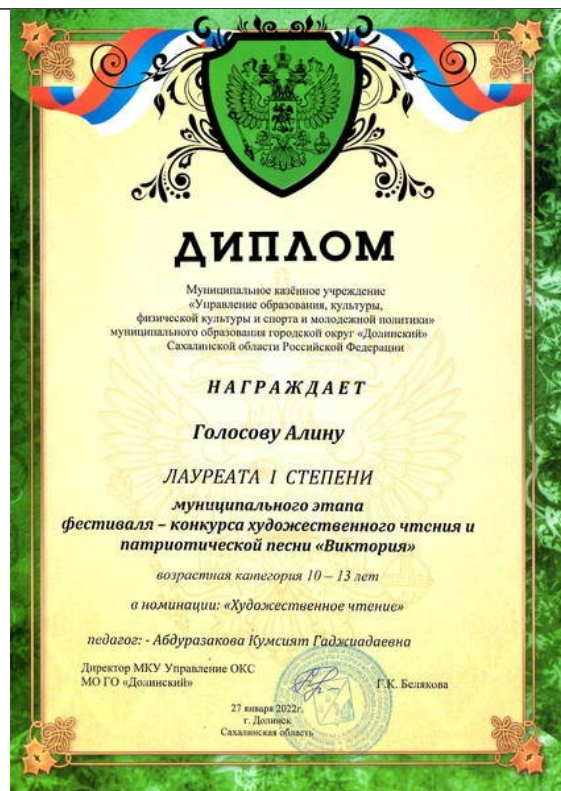 ДИПЛОМ
Муниципальное казённое учреждение
«Управление образования, культуры,
физической культуры и спорта и молодежной политики»
муниципального образования городской округ «Долинский»
Сахалинской области Российской Федерации
НАГРАЖДАЕТ
Голосову Алину
ЛАУРЕАТА I СТЕПЕНИ
муниципального этапа
фестиваля – конкурса художественного чтения и
патриотической песни «Виктория»
возрастная категория 10 – 13 лет
в номинации: «Художественное чтение»
педагог: - Абдуразакова Кумсият Гаджиадаевна
Директор МКУ Управление ОКС
МО ГО «Долинский»
Г.К. Белякова
27 января 2022г.
г. Долинск
Сахалинская область